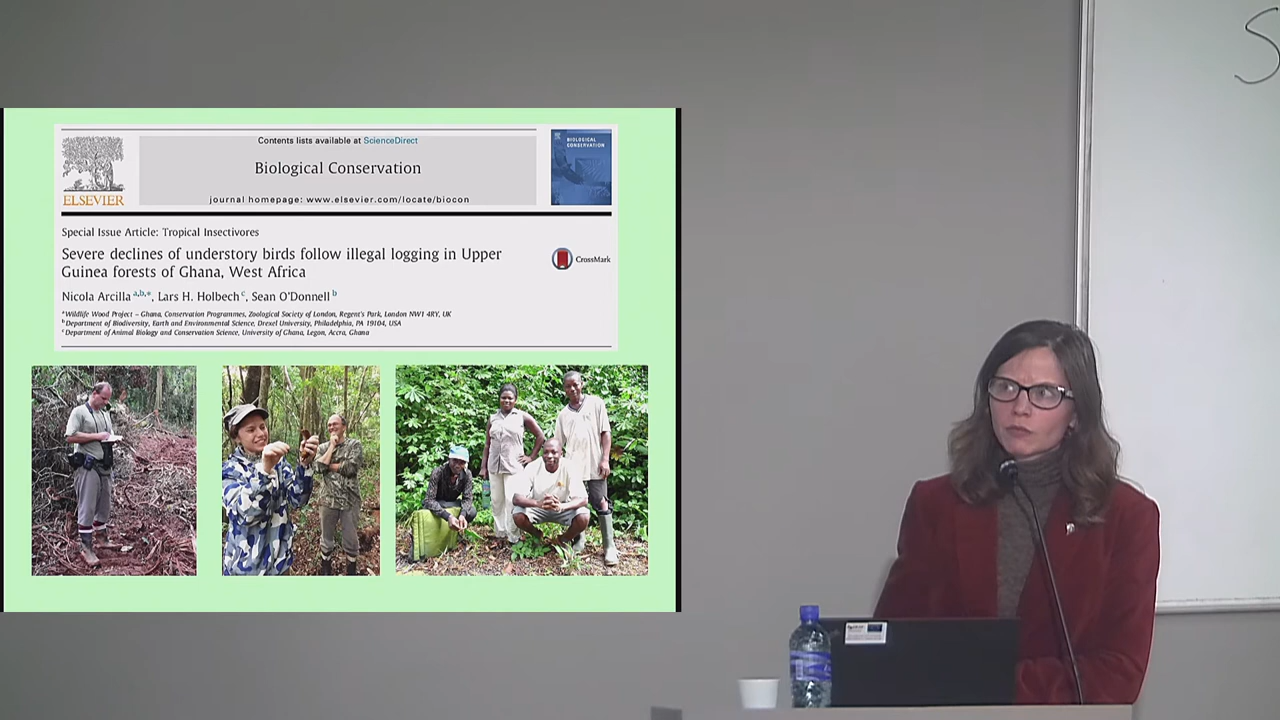 Contents lists available at ScienceDirect
Biological Conservation
journal homepage: www.elsevier.com/locate/biocon
ELSEVIER
BIOLOGICAL
CONSERVATION
Special Issue Article: Tropical Insectivores
Severe declines of understory birds follow illegal logging in Upper
Guinea forests of Ghana, West Africa
CrossMark
Nicola Arcilla a,b,*, Lars H. Holbech c, Sean O'Donnell b
a Wildlife Wood Project – Ghana, Conservation Programmes, Zoological Society of London, Regent's Park, London NW1 4RY, UK
b Department of Biodiversity, Earth and Environmental Science, Drexel University, Philadelphia, PA 19104, USA
c Department of Animal Biology and Conservation Science, University of Ghana, Legon, Accra, Ghana
S